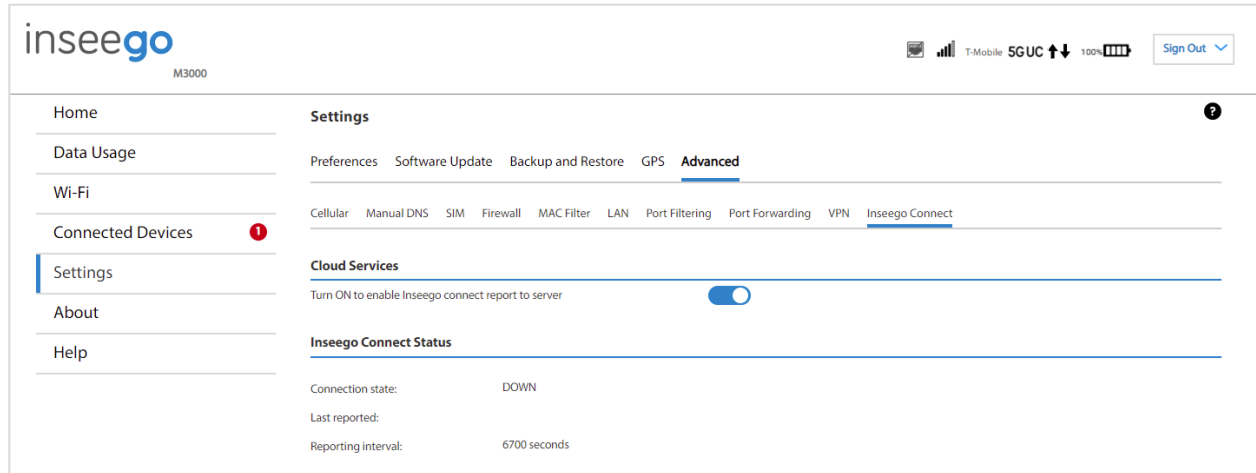 inseego
M3000
T-Mobile 5G UC 100% Sign Out
Home
Data Usage
Wi-Fi
Connected Devices 1
Settings
About
Help
Settings ?
Preferences Software Update Backup and Restore GPS Advanced
Cellular Manual DNS SIM Firewall MAC Filter LAN Port Filtering Port Forwarding VPN Inseego Connect
Cloud Services
Turn ON to enable Inseego connect report to server
Inseego Connect Status
Connection state: DOWN
Last reported:
Reporting interval: 6700 seconds